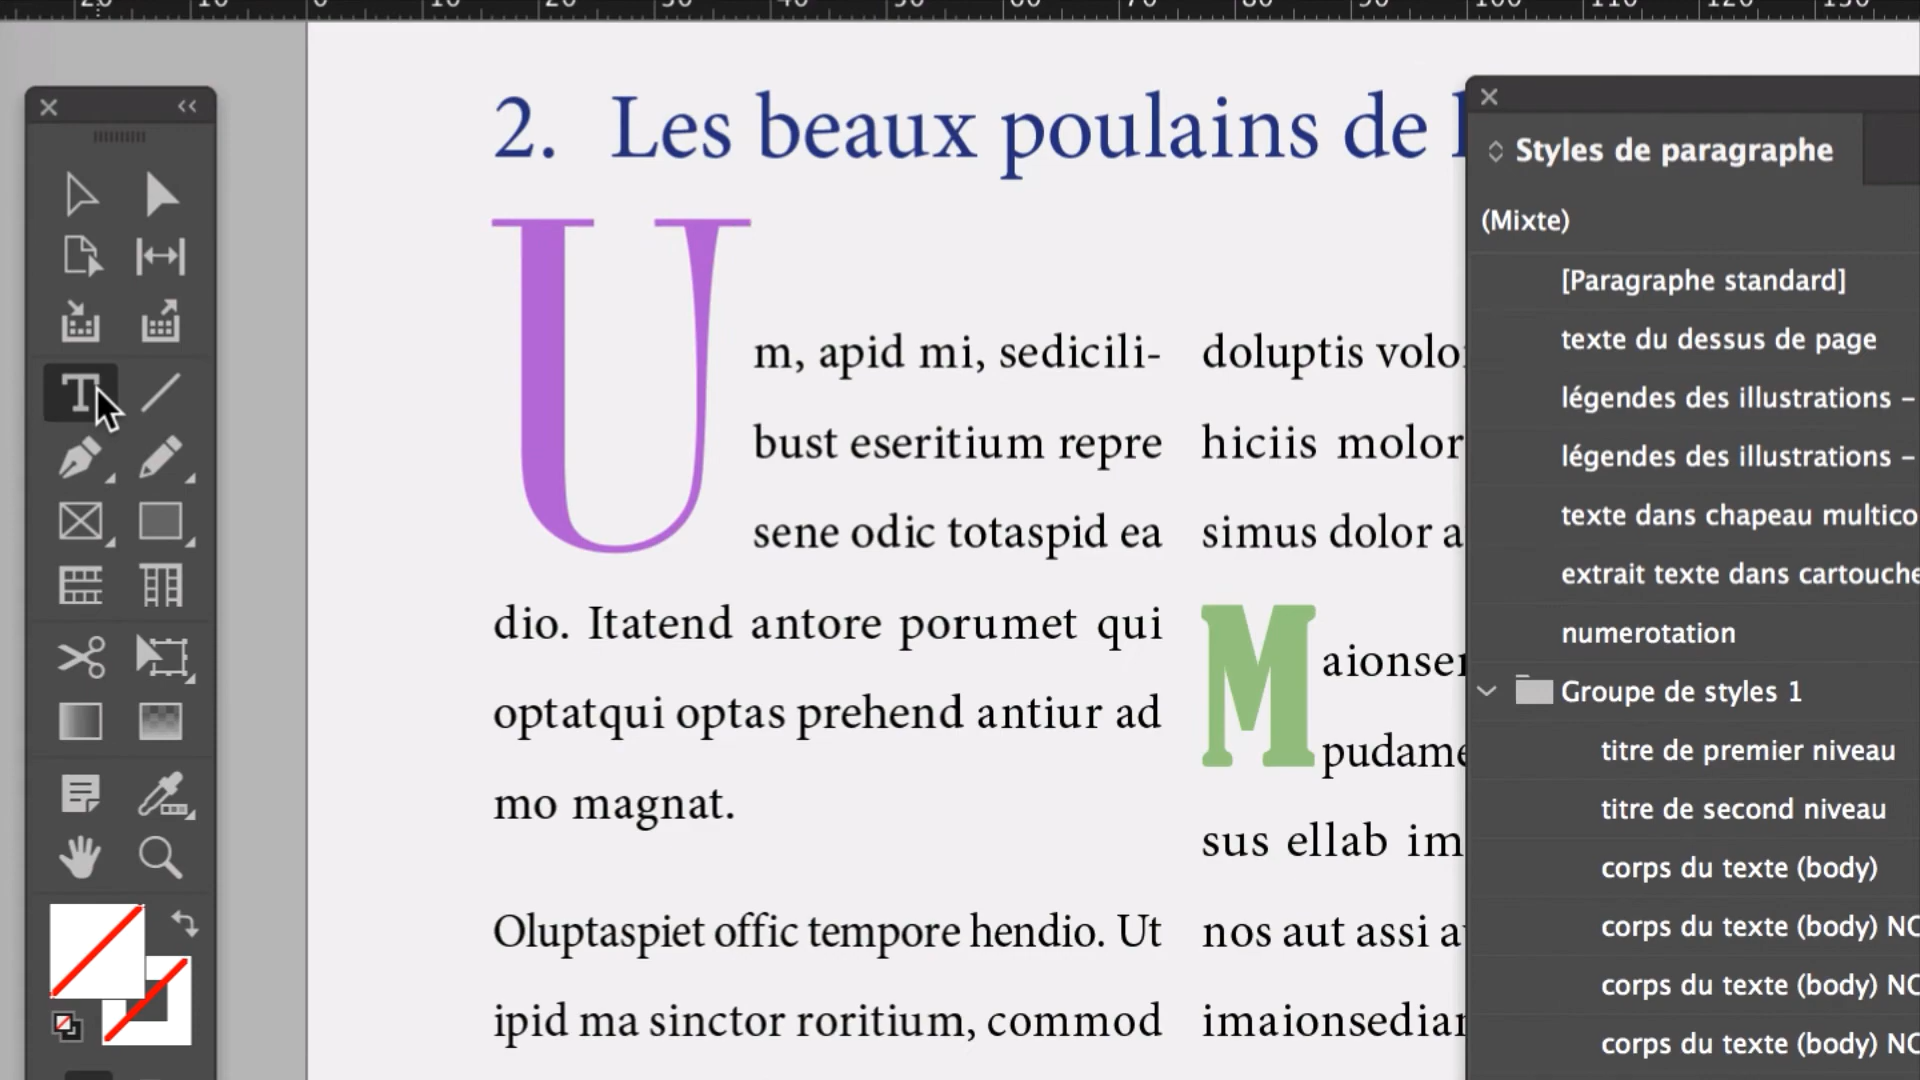 2. Les beaux poulains de
Um, apid mi, sedicili-
bust eseritium repre
sene odic totaspid ea
dio. Itatend antore porumet qui
optatqui optas prehend antiur ad
mo magnat.
Oluptaspiet offic tempore hendio. Ut
ipid ma sinctor roritium, commod
doluptis volo
hiciis molor
simus dolor a
Maionser
pudame
sus ellab im
nos aut assi a
imaionsediar
Styles de paragraphe
(Mixte)
[Paragraphe standard]
texte du dessus de page
légendes des illustrations –
légendes des illustrations –
texte dans chapeau multico
extrait texte dans cartouche
numerotation
Groupe de styles 1
titre de premier niveau
titre de second niveau
corps du texte (body)
corps du texte (body) NC
corps du texte (body) NC
corps du texte (body) NC